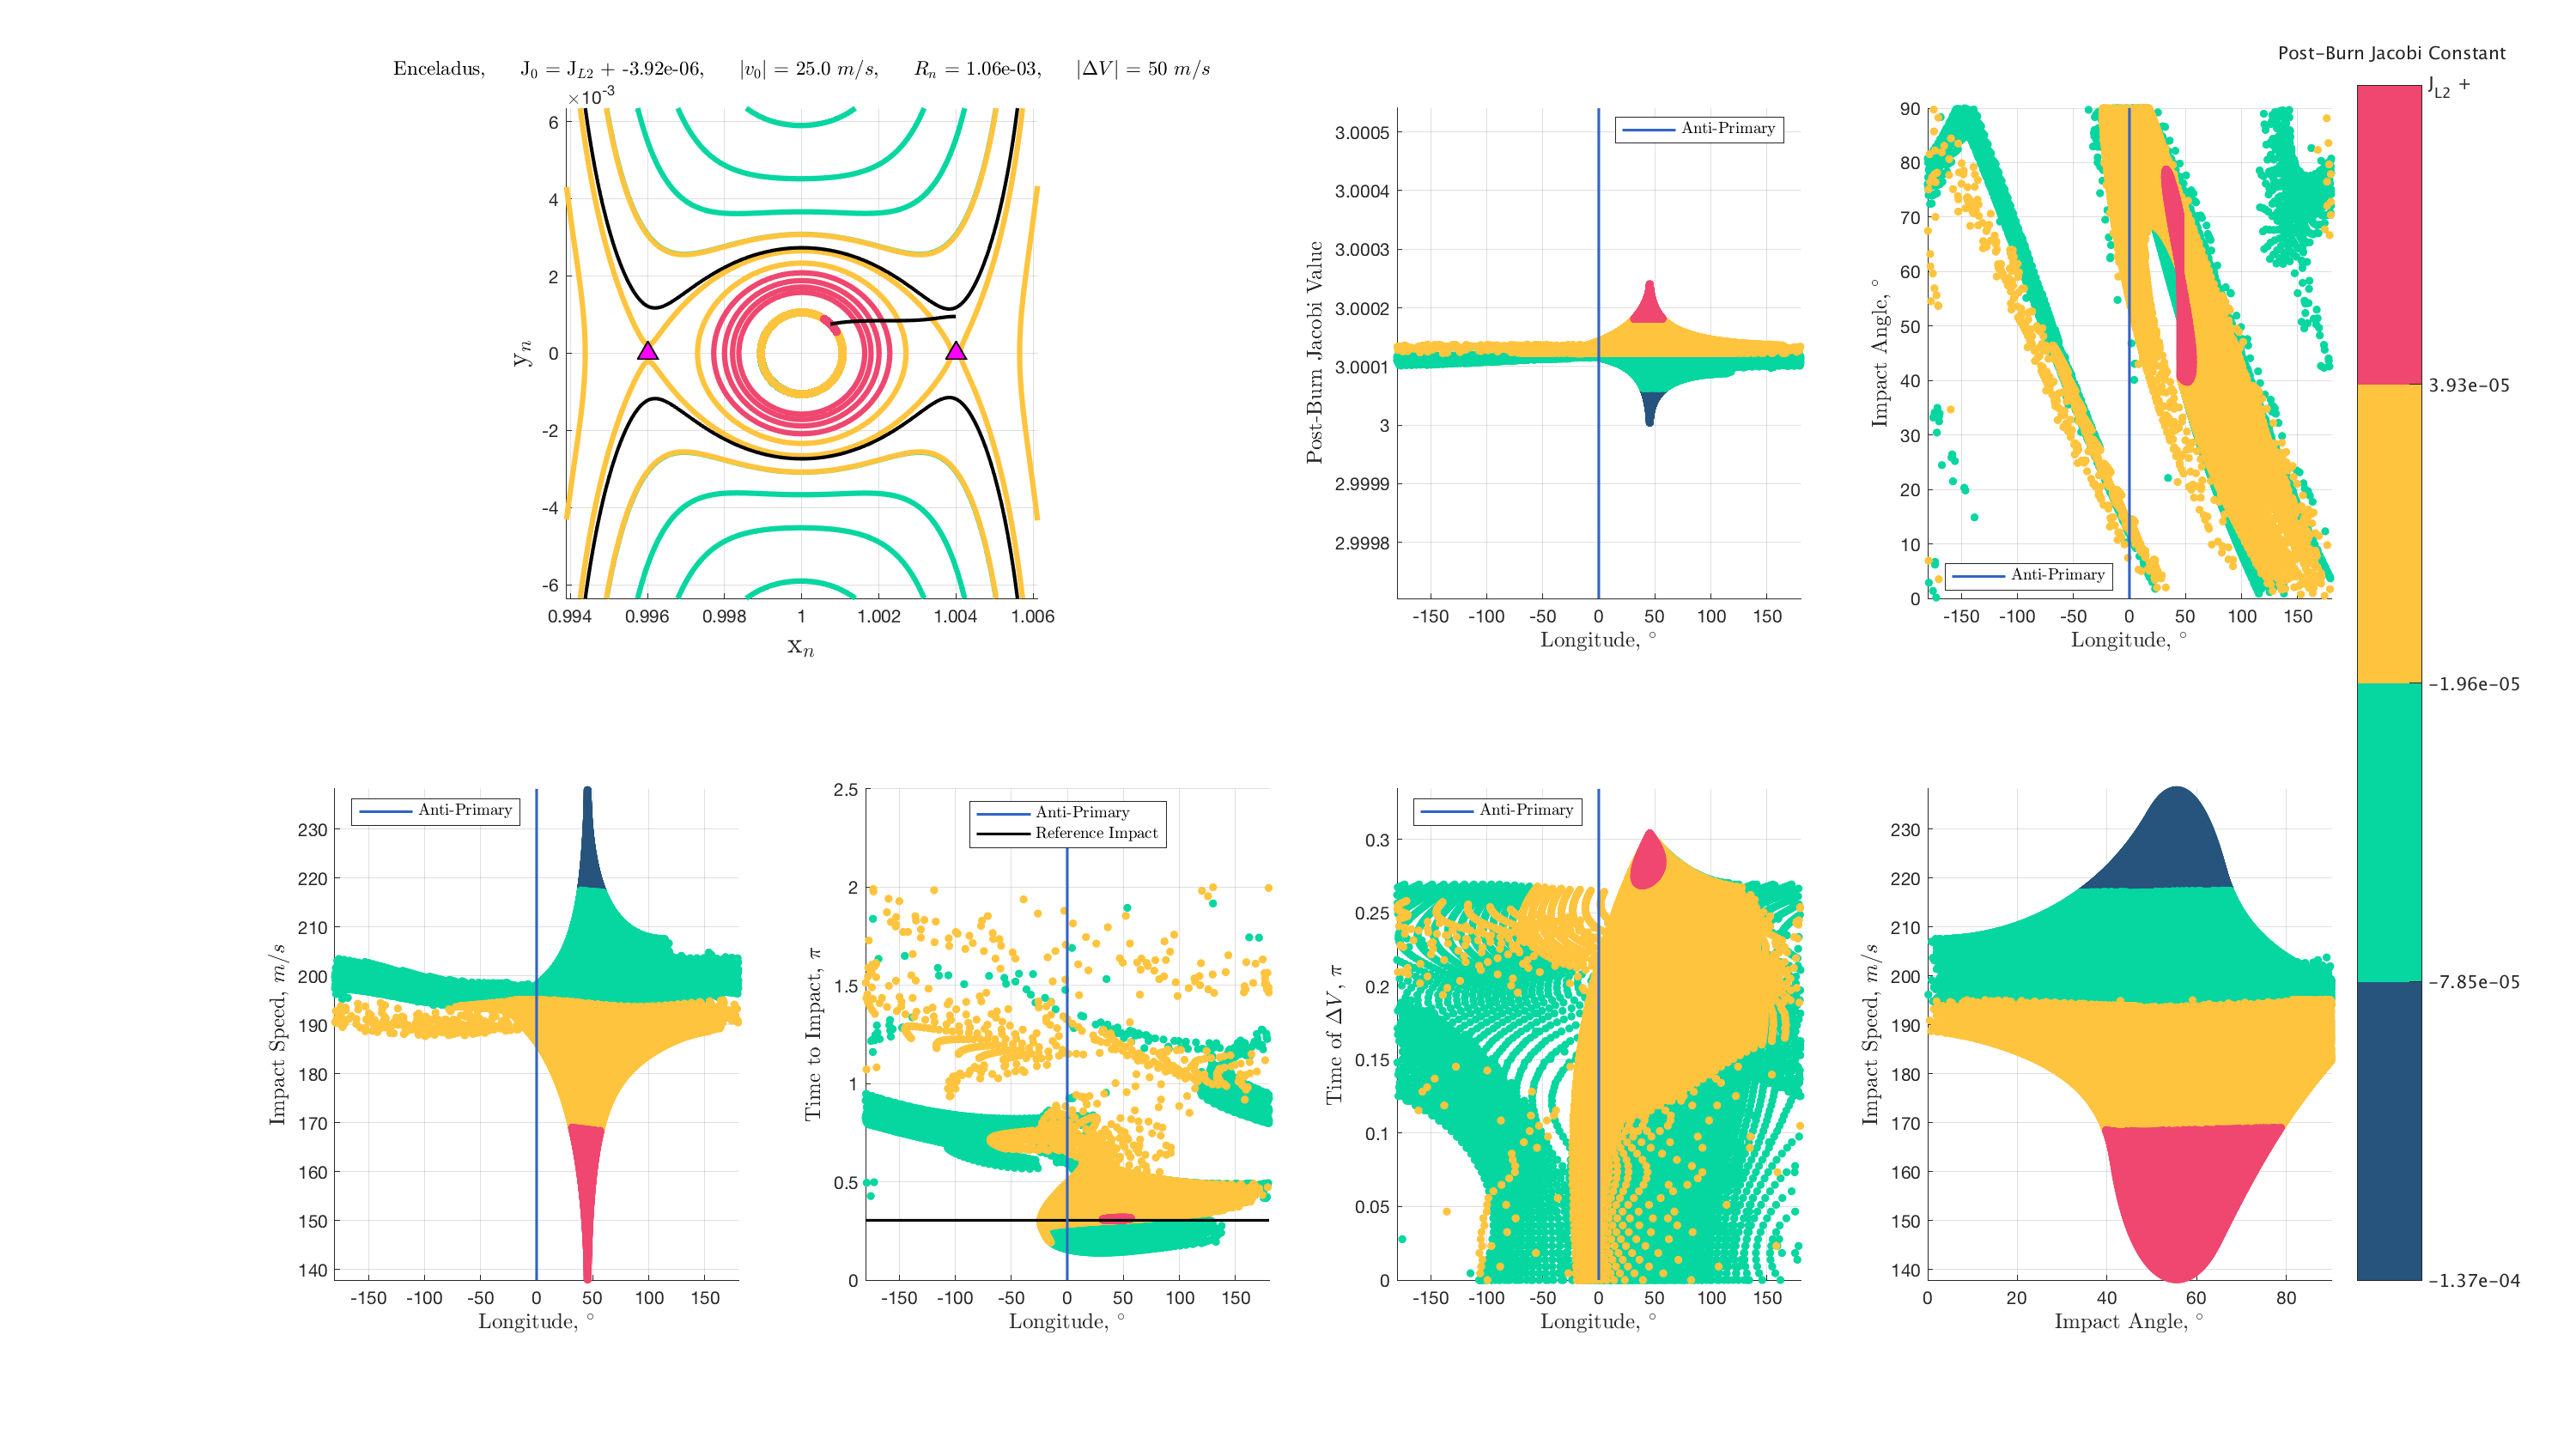 Post-Burn Jacobi Constant
Enceladus, J0 = JL2 + -3.92e-06, |v0| = 25.0 m/s, Rn = 1.06e-03, |ΔV| = 50 m/s
×10-3
6
4
2
0
-2
-4
-6
yn
0.994 0.996 0.998 1 1.002 1.004 1.006
xn
Anti-Primary
3.0005
3.0004
3.0003
3.0002
3.0001
3
2.9999
2.9998
Post-Burn Jacobi Value
-150 -100 -50 0 50 100 150
Longitude, °
90
80
70
60
50
40
30
20
10
0
Impact Angle, °
Anti-Primary
-150 -100 -50 0 50 100 150
Longitude, °
JL2 +
3.93e-05
-1.96e-05
-7.85e-05
-1.37e-04
Anti-Primary
230
220
210
200
190
180
170
160
150
140
Impact Speed, m/s
-150 -100 -50 0 50 100 150
Longitude, °
2.5
2
1.5
1
0.5
0
Time to Impact, π
Anti-Primary
Reference Impact
-150 -100 -50 0 50 100 150
Longitude, °
Anti-Primary
0.3
0.25
0.2
0.15
0.1
0.05
0
Time of ΔV, π
-150 -100 -50 0 50 100 150
Longitude, °
230
220
210
200
190
180
170
160
150
140
Impact Speed, m/s
0 20 40 60 80
Impact Angle, °